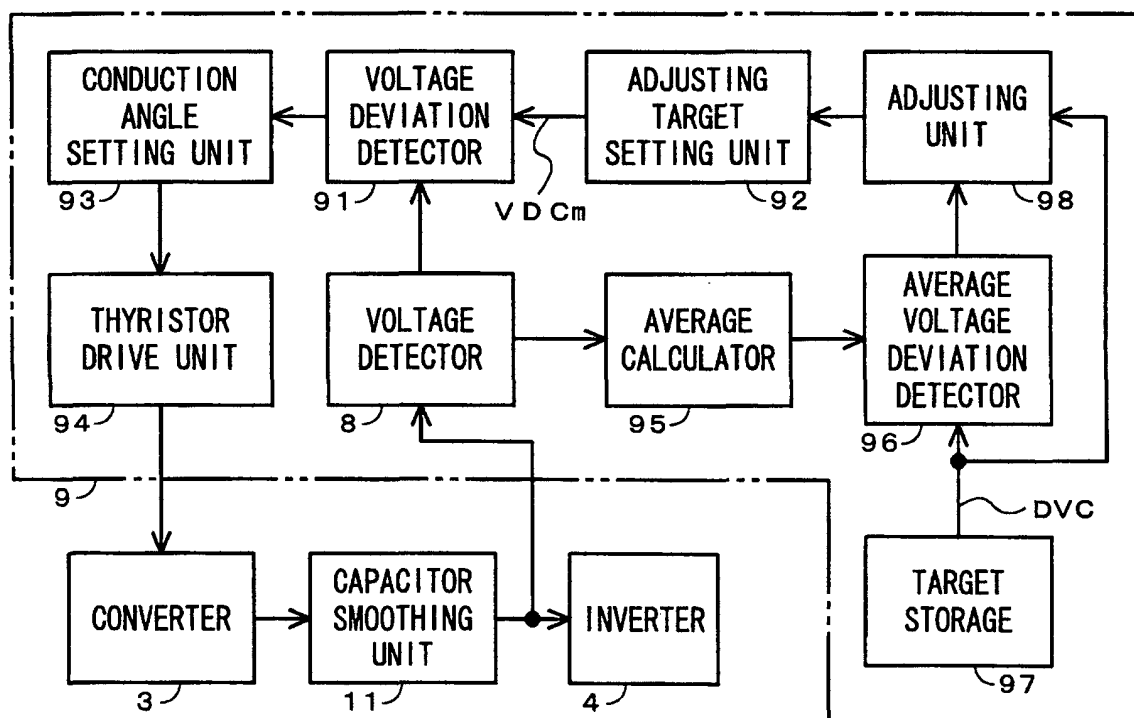 CONDUCTION
ANGLE
SETTING UNIT
93
VOLTAGE
DEVIATION
DETECTOR
91
VDCm
ADJUSTING
TARGET
SETTING UNIT
92
ADJUSTING
UNIT
98
THYRISTOR
DRIVE UNIT
94
VOLTAGE
DETECTOR
8
AVERAGE
CALCULATOR
95
AVERAGE
VOLTAGE
DEVIATION
DETECTOR
96
9
DVC
CONVERTER
3
CAPACITOR
SMOOTHING
UNIT
11
INVERTER
4
TARGET
STORAGE
97